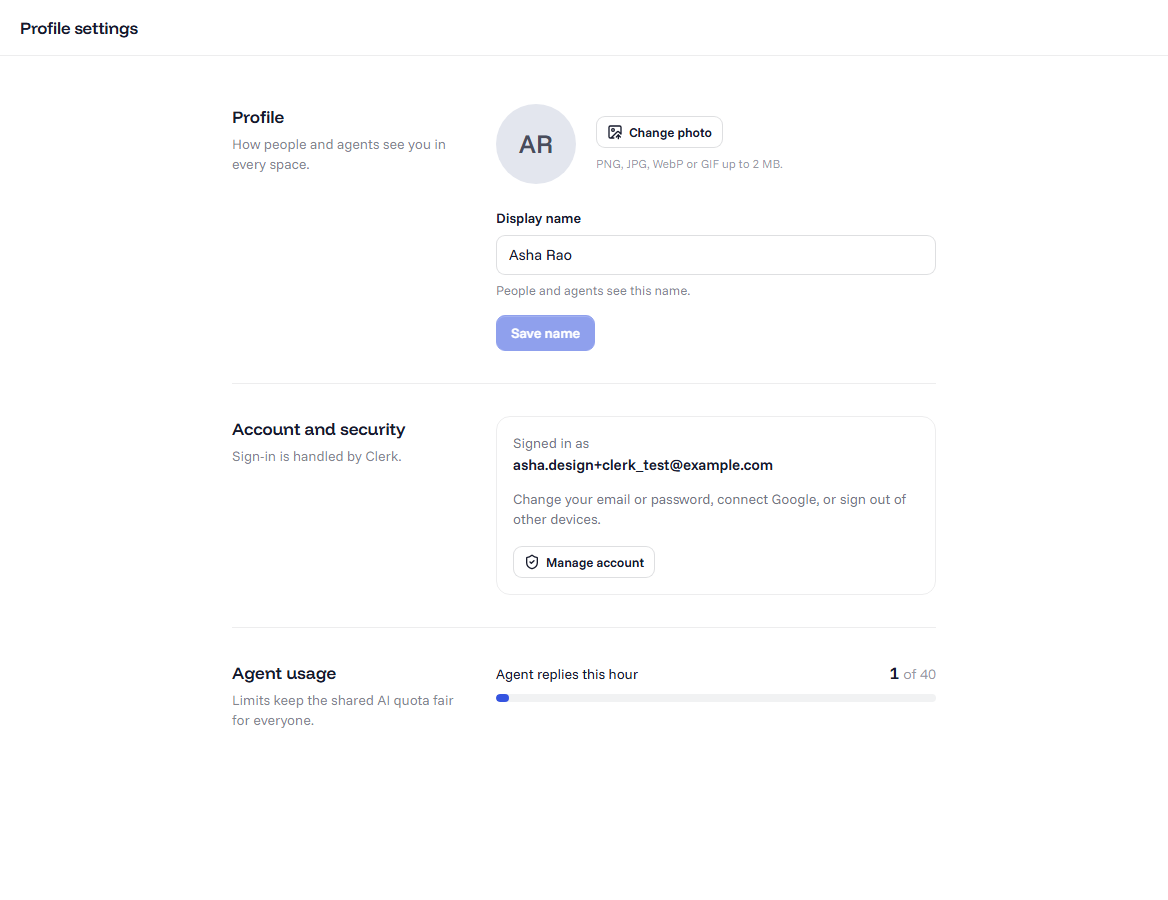 Profile settings
Profile
How people and agents see you in
every space.
AR
Change photo
PNG, JPG, WebP or GIF up to 2 MB.
Display name
Asha Rao
People and agents see this name.
Save name
Account and security
Sign-in is handled by Clerk.
Signed in as
asha.design+clerk_test@example.com
Change your email or password, connect Google, or sign out of
other devices.
Manage account
Agent usage
Limits keep the shared AI quota fair
for everyone.
Agent replies this hour
1 of 40